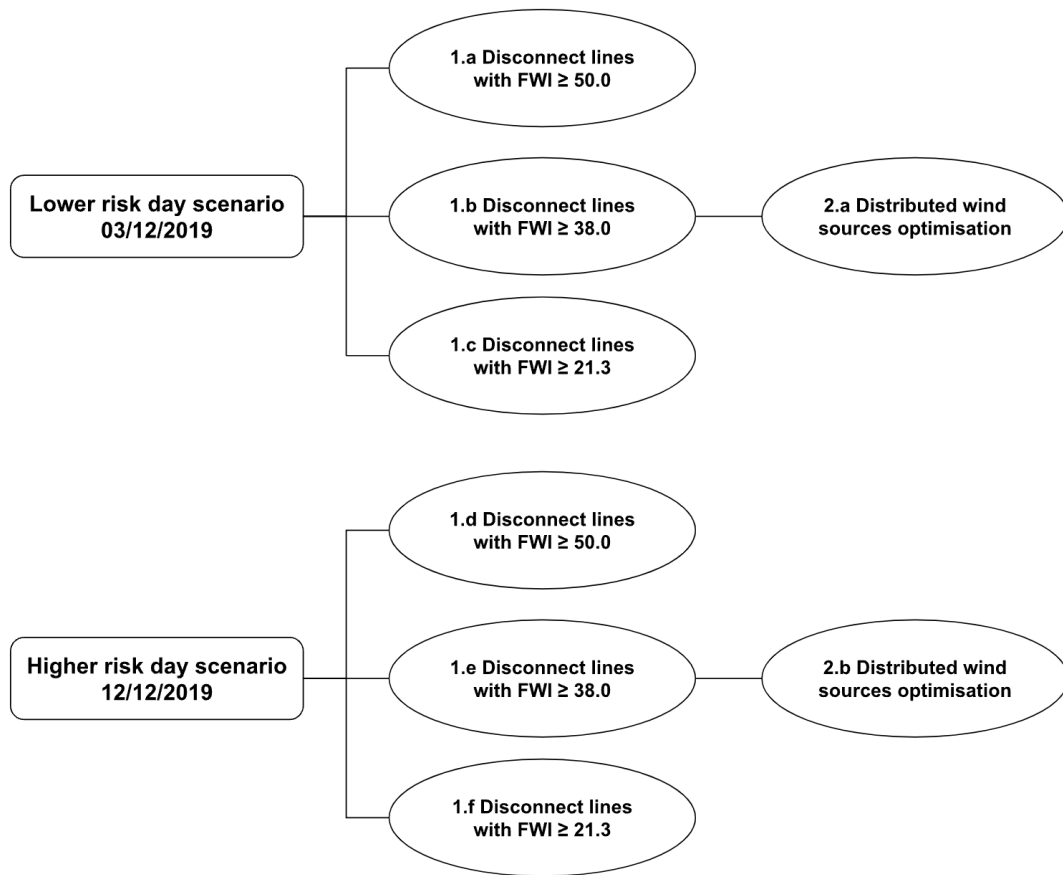 1.a Disconnect lines
with FWI ≥ 50.0
Lower risk day scenario
03/12/2019
1.b Disconnect lines
with FWI ≥ 38.0
2.a Distributed wind
sources optimisation
1.c Disconnect lines
with FWI ≥ 21.3
1.d Disconnect lines
with FWI ≥ 50.0
Higher risk day scenario
12/12/2019
1.e Disconnect lines
with FWI ≥ 38.0
2.b Distributed wind
sources optimisation
1.f Disconnect lines
with FWI ≥ 21.3